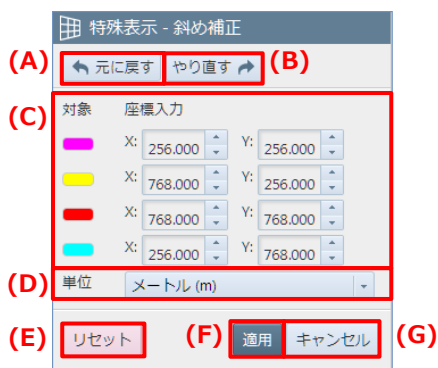 特殊表示 - 斜め補正
(A) 元に戻す やり直す (B)
(C) 対象 座標入力
X: 256.000 Y: 256.000
X: 768.000 Y: 256.000
X: 768.000 Y: 768.000
X: 256.000 Y: 768.000
(D) 単位 メートル (m)
(E) リセット (F) 適用 キャンセル (G)